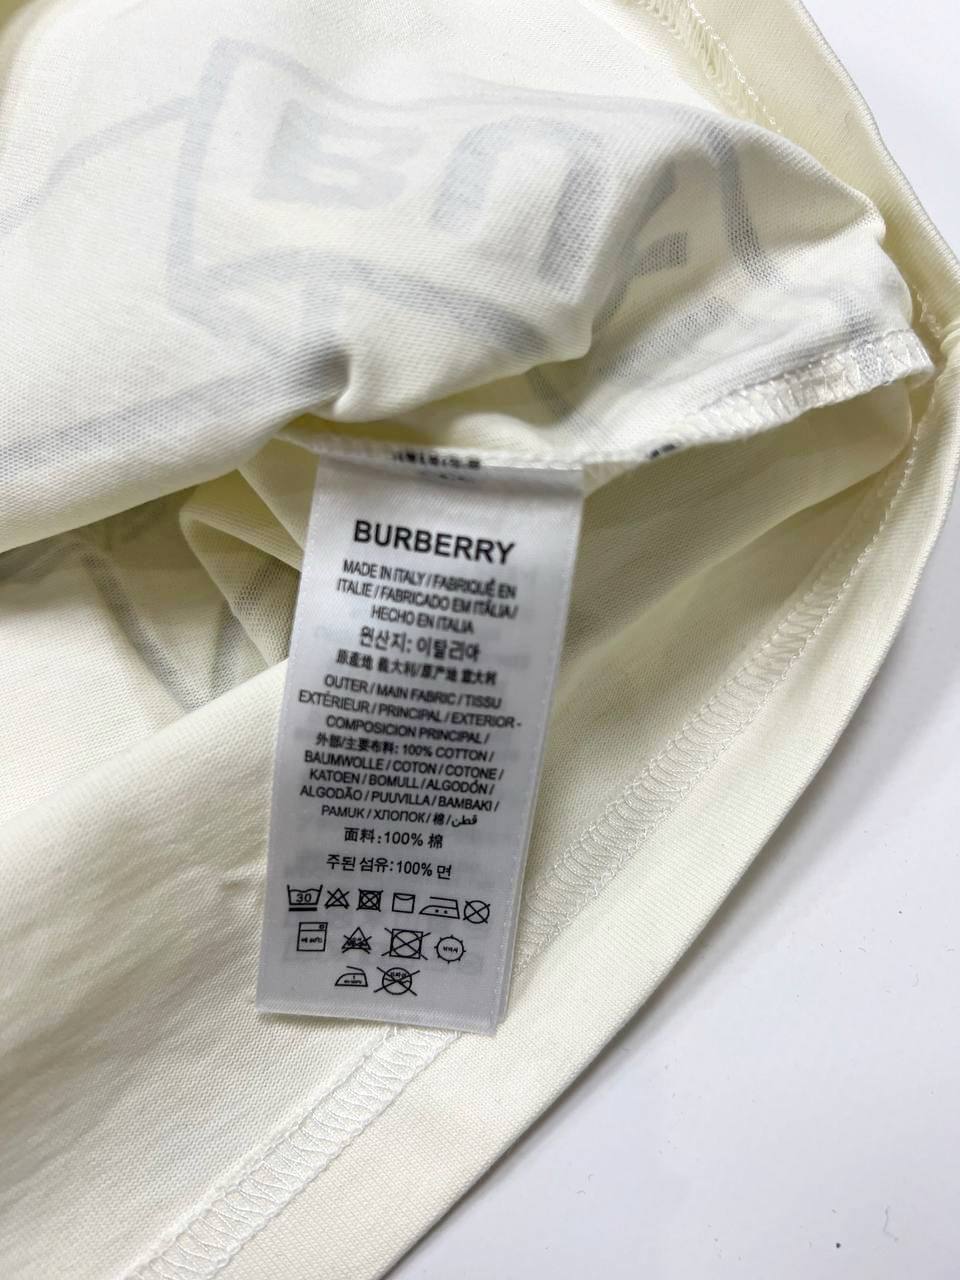 BURBERRY
MADE IN ITALY / FABRIQUÉ EN
ITALIE / FABRICADO EM ITÁLIA /
HECHO EN ITALIA
원산지: 이탈리아
原產地 義大利/原产地 意大利
OUTER / MAIN FABRIC / TISSU
EXTÉRIEUR / PRINCIPAL / EXTERIOR -
COMPOSICION PRINCIPAL /
外部/主要布料: 100% COTTON /
BAUMWOLLE / COTON / COTONE /
KATOEN / BOMULL / ALGODÓN /
ALGODÃO / PUUVILLA / BAMBAKI /
PAMUK / ХЛОПОК / 棉 / قطن
面料: 100% 棉
주된 섬유: 100% 면
30